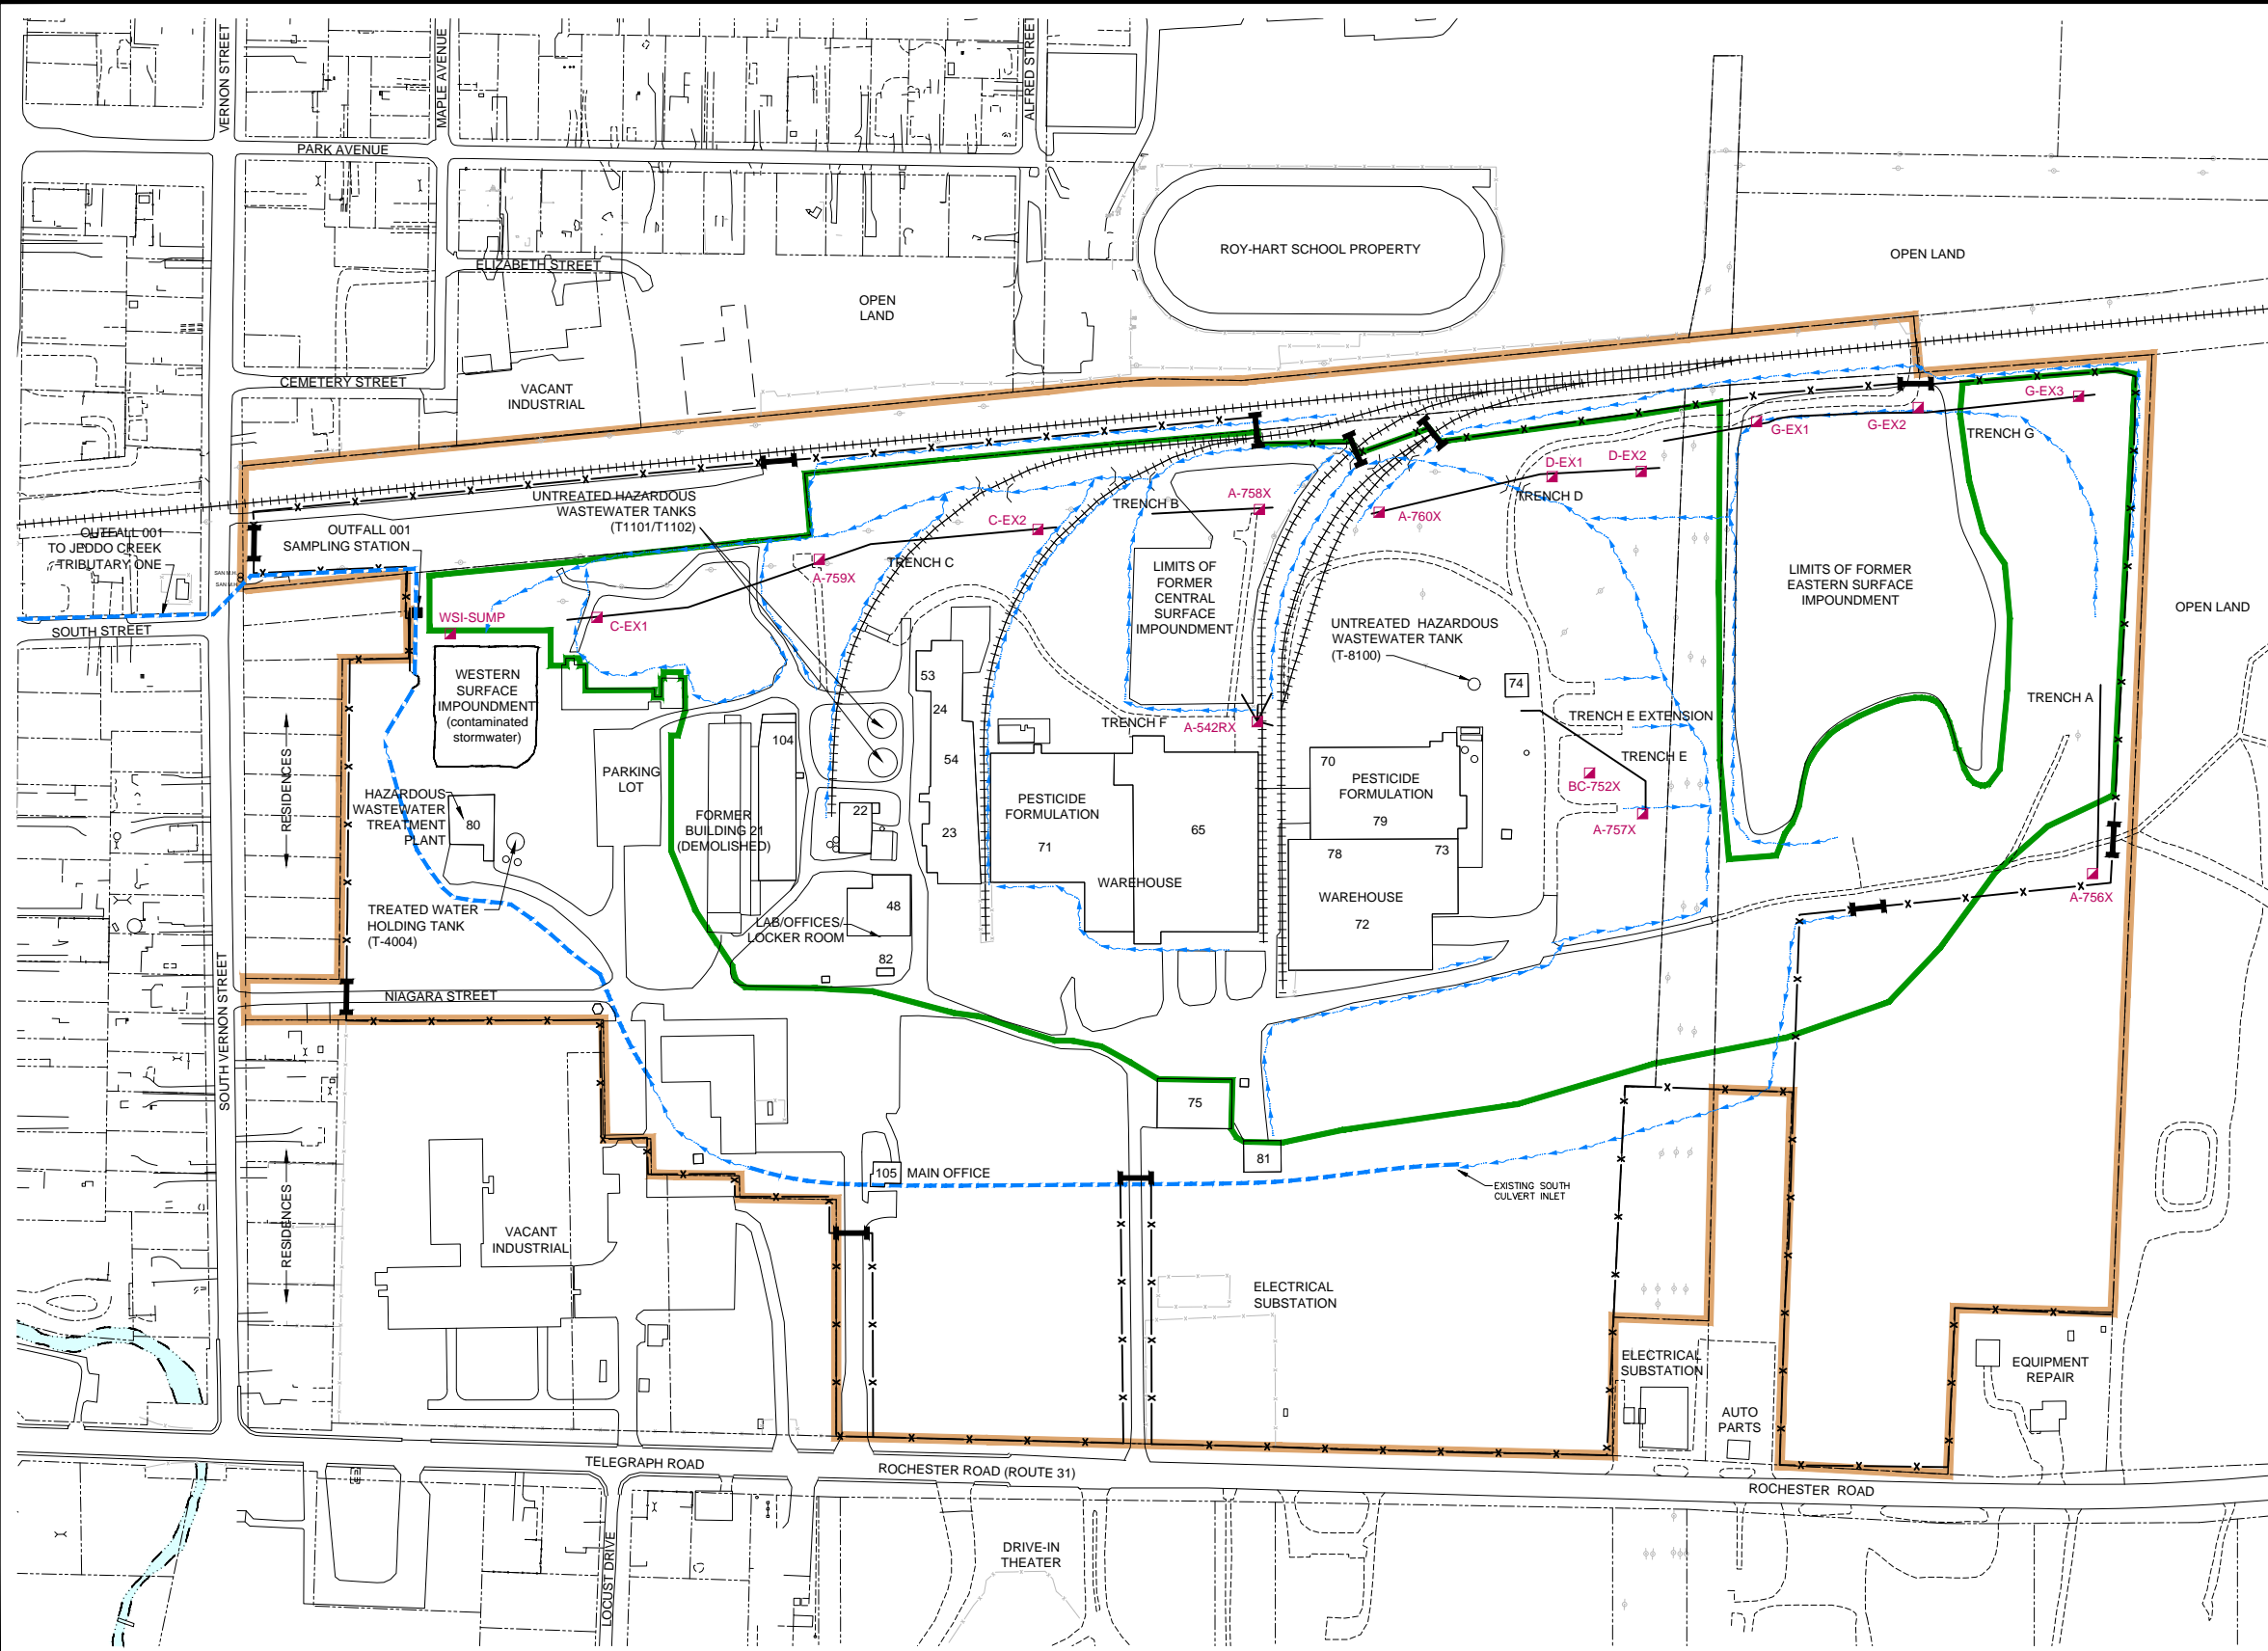 VERNON STREET
MAPLE AVENUE
ALFRED STREET
PARK AVENUE
ELIZABETH STREET
OPEN
LAND
ROY-HART SCHOOL PROPERTY
OPEN LAND
CEMETERY STREET
VACANT
INDUSTRIAL
UNTREATED HAZARDOUS
WASTEWATER TANKS
(T1101/T1102)
OUTFALL 001
TO JEDDO CREEK
TRIBUTARY ONE
OUTFALL 001
SAMPLING STATION
SAN M.H.
SAN M.H.
SOUTH STREET
WSI-SUMP
C-EX1
A-759X
C-EX2
TRENCH C
TRENCH B
A-758X
A-760X
D-EX1
D-EX2
TRENCH D
G-EX1
G-EX2
G-EX3
TRENCH G
LIMITS OF
FORMER
CENTRAL
SURFACE
IMPOUNDMENT
UNTREATED HAZARDOUS
WASTEWATER TANK
(T-8100)
LIMITS OF FORMER
EASTERN SURFACE
IMPOUNDMENT
OPEN LAND
WESTERN
SURFACE
IMPOUNDMENT
(contaminated
stormwater)
53
24
54
23
104
22
74
TRENCH F
A-542RX
TRENCH E EXTENSION
TRENCH E
TRENCH A
BC-752X
A-757X
A-756X
RESIDENCES
HAZARDOUS
WASTEWATER
TREATMENT
PLANT
80
PARKING
LOT
FORMER
BUILDING 21
(DEMOLISHED)
PESTICIDE
FORMULATION
71
65
WAREHOUSE
70
PESTICIDE
FORMULATION
79
78
73
WAREHOUSE
72
TREATED WATER
HOLDING TANK
(T-4004)
LAB/OFFICES/
LOCKER ROOM
48
82
NIAGARA STREET
SOUTH VERNON STREET
75
81
105
MAIN OFFICE
EXISTING SOUTH
CULVERT INLET
RESIDENCES
VACANT
INDUSTRIAL
ELECTRICAL
SUBSTATION
ELECTRICAL
SUBSTATION
AUTO
PARTS
EQUIPMENT
REPAIR
TELEGRAPH ROAD
ROCHESTER ROAD (ROUTE 31)
ROCHESTER ROAD
LOCUST DRIVE
DRIVE-IN
THEATER